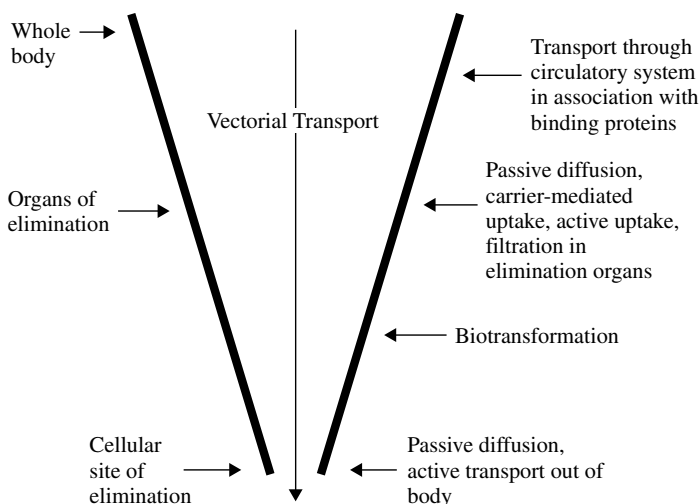 Whole
body
Transport through
circulatory system
in association with
binding proteins
Vectorial Transport
Organs of
elimination
Passive diffusion,
carrier-mediated
uptake, active uptake,
filtration in
elimination organs
Biotransformation
Cellular
site of
elimination
Passive diffusion,
active transport out of
body